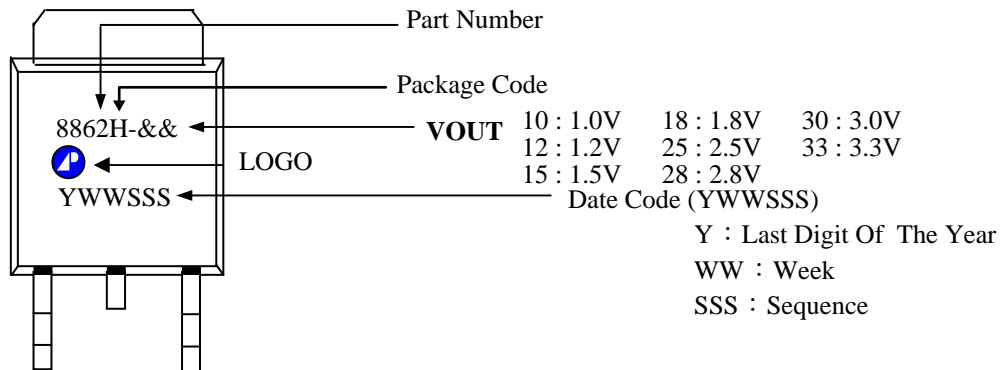 Part Number
Package Code
8862H-&&
VOUT
10 : 1.0V 18 : 1.8V 30 : 3.0V
12 : 1.2V 25 : 2.5V 33 : 3.3V
15 : 1.5V 28 : 2.8V
LOGO
YWWSSS
Date Code (YWWSSS)
Y：Last Digit Of The Year
WW：Week
SSS：Sequence